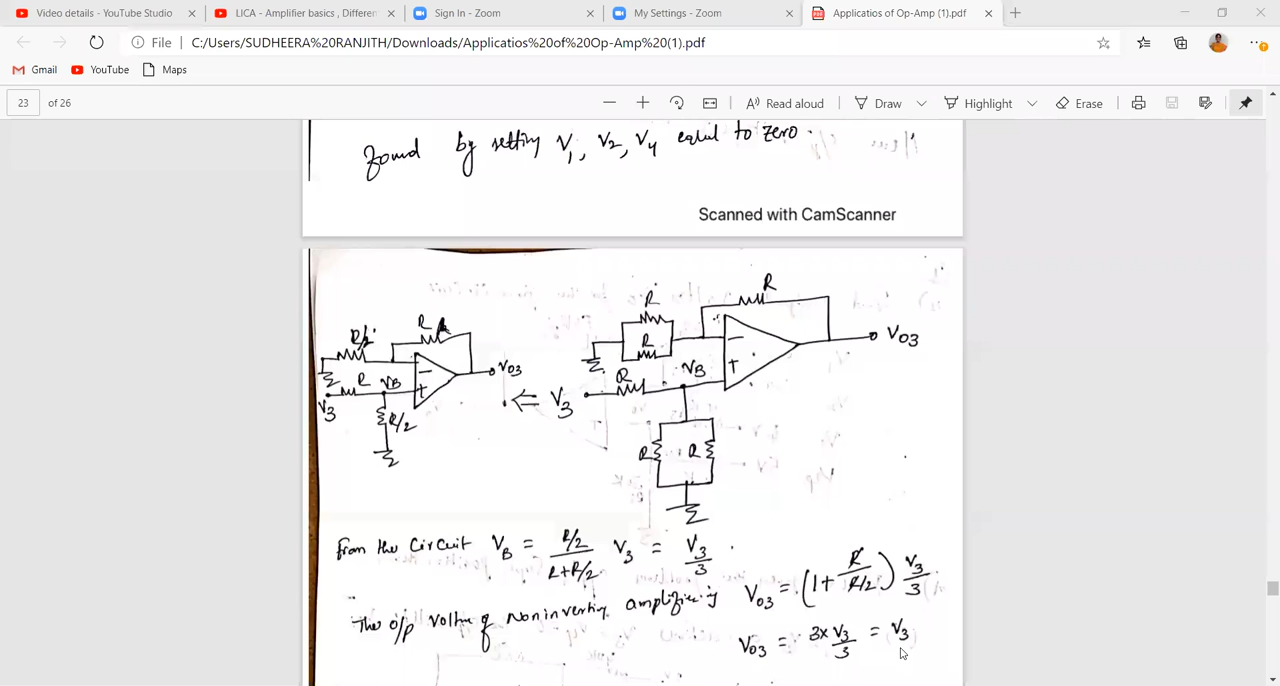 Video details - YouTube Studio
LICA - Amplifier basics , Differen
Sign In - Zoom
My Settings - Zoom
Applicatios of Op-Amp (1).pdf
File
C:/Users/SUDHEERA%20RANJITH/Downloads/Applicatios%20of%20Op-Amp%20(1).pdf
Gmail YouTube Maps
23 of 26
Read aloud Draw Highlight Erase
found by setting V1, V2, V4 equal to zero.
Scanned with CamScanner
R/2 R VO3
R VB
V3 R/2
R R
R VO3
R VB
V3
R R
From the circuit VB = R/2 / R+R/2 V3 = V3/3 .
The o/p voltage of noninverting amplifier is VO3 = (1 + R / R/2) V3/3
VO3 = 3x V3/3 = V3